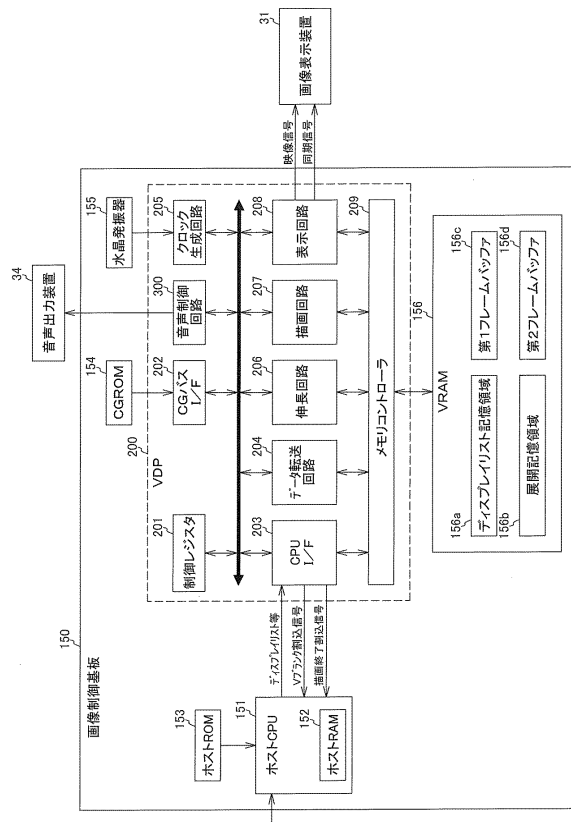 画像制御基板
150
ホストROM
153
ホストCPU
151
ホストRAM
152
ディスプレイリスト等
Vブランク割込信号
描画終了割込信号
VDP
200
制御レジスタ
201
CGROM
154
CGバス
I/F
202
音声出力装置
34
音声制御
回路
300
水晶発振器
155
クロック
生成回路
205
CPU
I/F
203
データ転送
回路
204
伸長回路
206
描画回路
207
表示回路
208
メモリコントローラ
209
映像信号
同期信号
画像表示装置
31
VRAM
156
ディスプレイリスト記憶領域
156a
展開記憶領域
156b
第1フレームバッファ
156c
第2フレームバッファ
156d